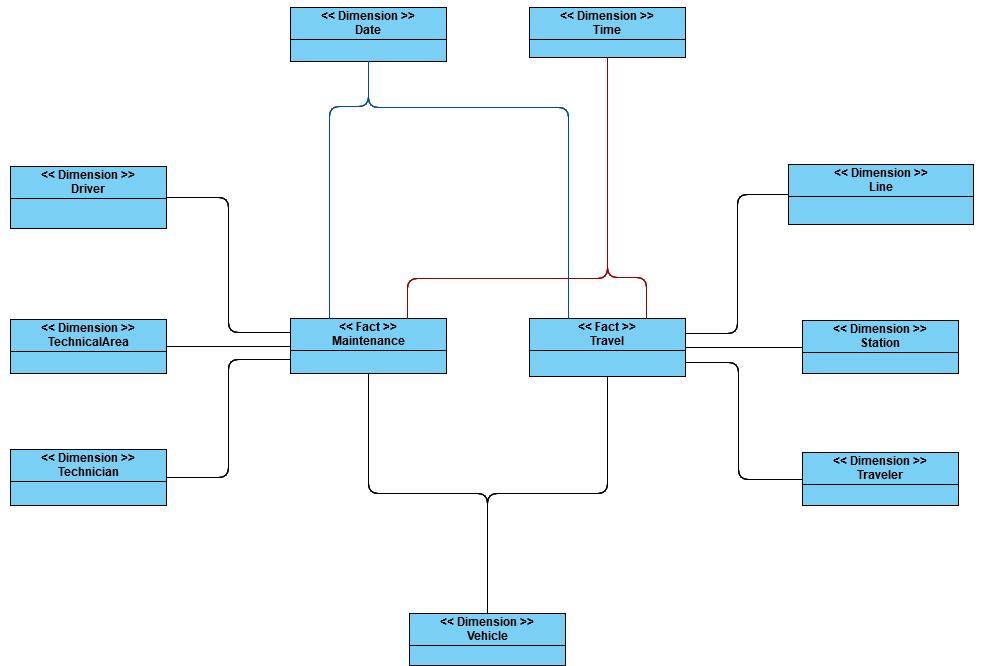 << Dimension >>
Date
<< Dimension >>
Time
<< Dimension >>
Driver
<< Dimension >>
Line
<< Dimension >>
TechnicalArea
<< Fact >>
Maintenance
<< Fact >>
Travel
<< Dimension >>
Station
<< Dimension >>
Technician
<< Dimension >>
Traveler
<< Dimension >>
Vehicle